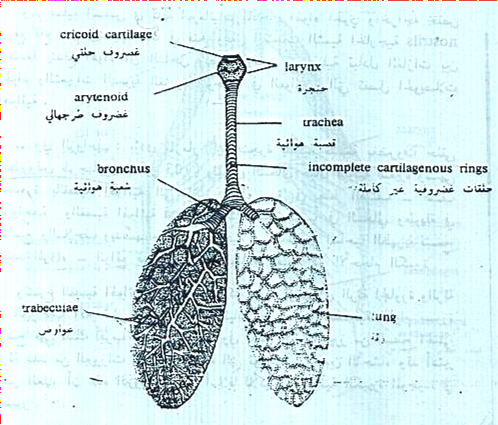 cricoid cartilage
غضروف حلقي
larynx
حنجرة
arytenoid
غضروف طرجهالي
trachea
قصبة هوائية
bronchus
شعبة هوائية
incomplete cartilagenous rings
حلقات غضروفية غير كاملة
trabeculae
عوارض
lung
رئة